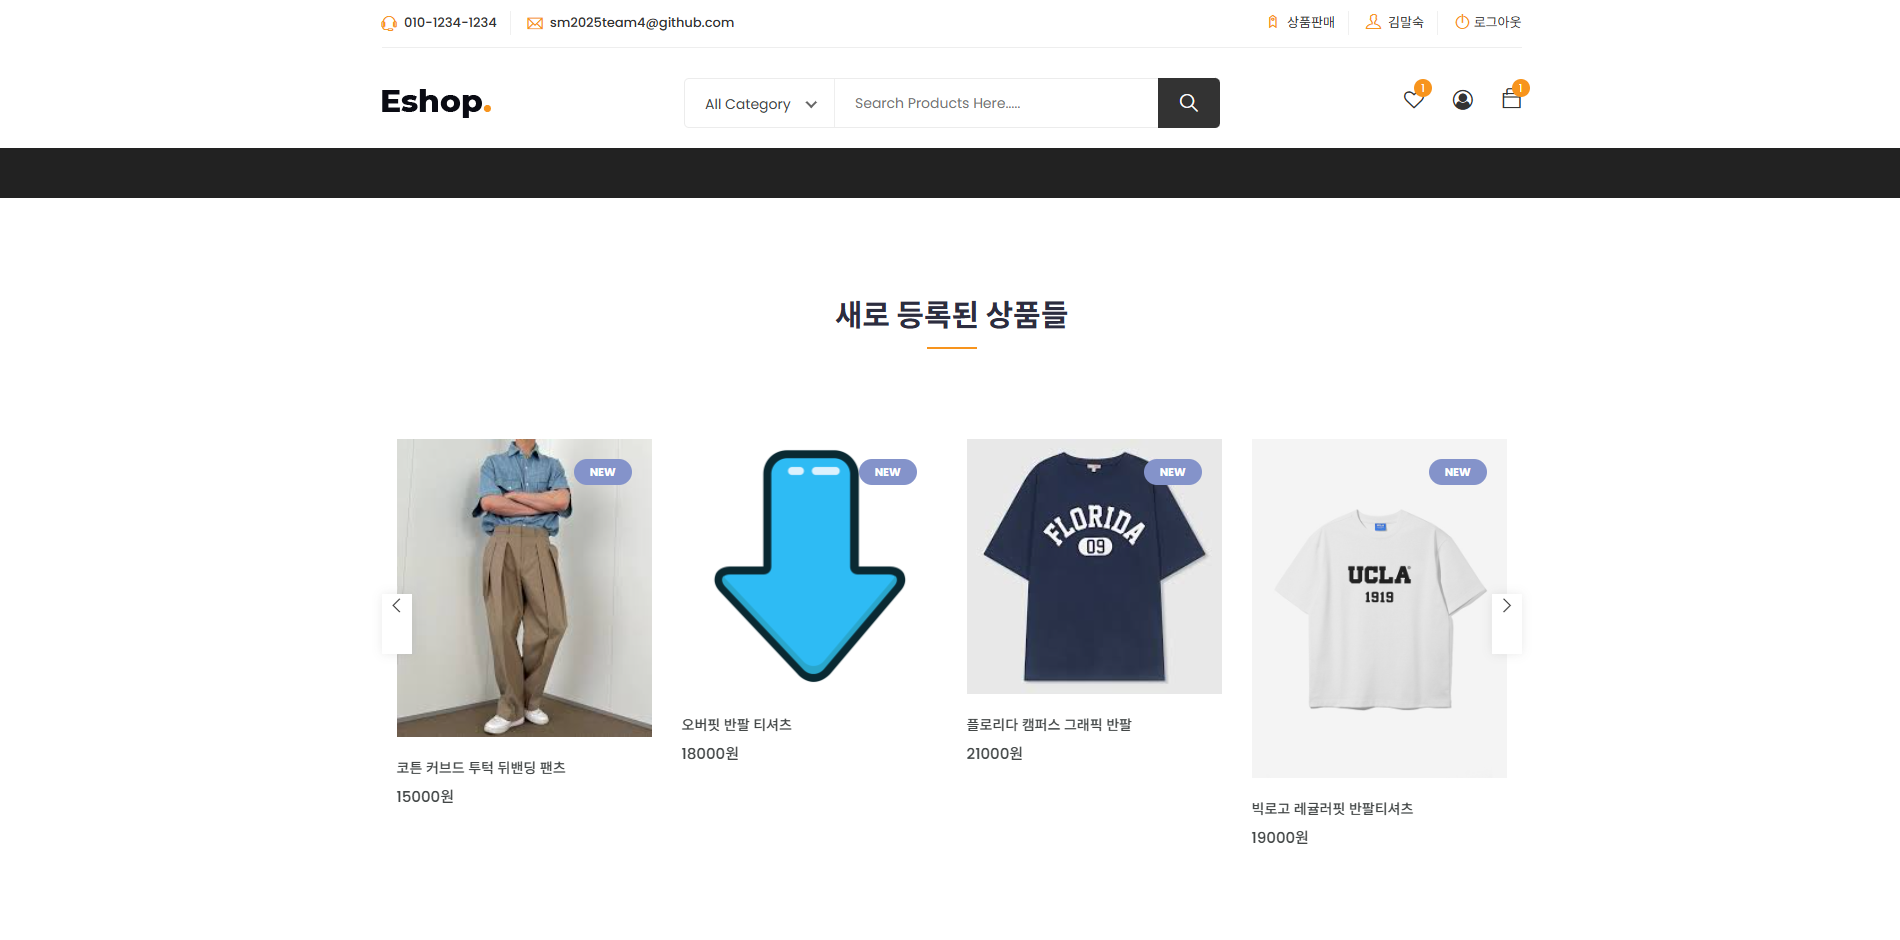 010-1234-1234
sm2025team4@github.com
상품판매
김말숙
로그아웃
Eshop.
All Category
Search Products Here.....
1
1
새로 등록된 상품들
NEW
NEW
NEW
NEW
FLORIDA
09
UCLA
1919
코튼 커브드 투턱 뒤밴딩 팬츠
15000원
오버핏 반팔 티셔츠
18000원
플로리다 캠퍼스 그래픽 반팔
21000원
빅로고 레귤러핏 반팔티셔츠
19000원